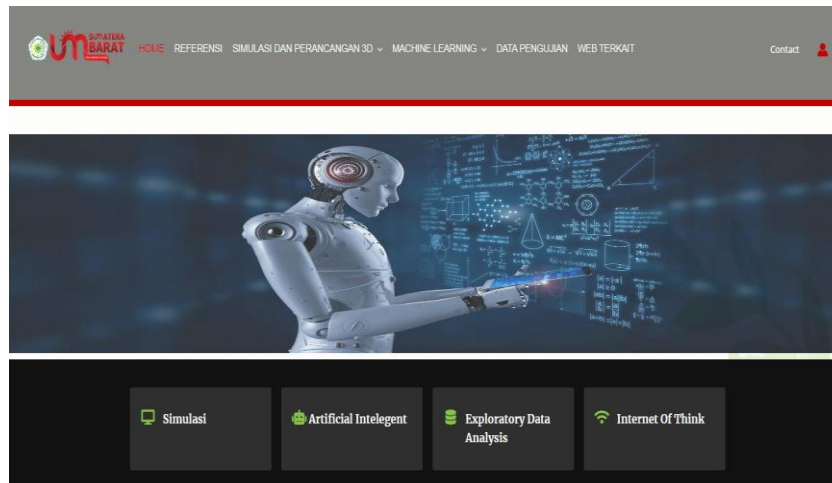 UM SUMATERA BARAT
HOME REFERENSI SIMULASI DAN PERANCANGAN 3D MACHINE LEARNING DATA PENGUJIAN WEB TERKAIT Contact
Simulasi
Artificial Intelegent
Exploratory Data
Analysis
Internet Of Think